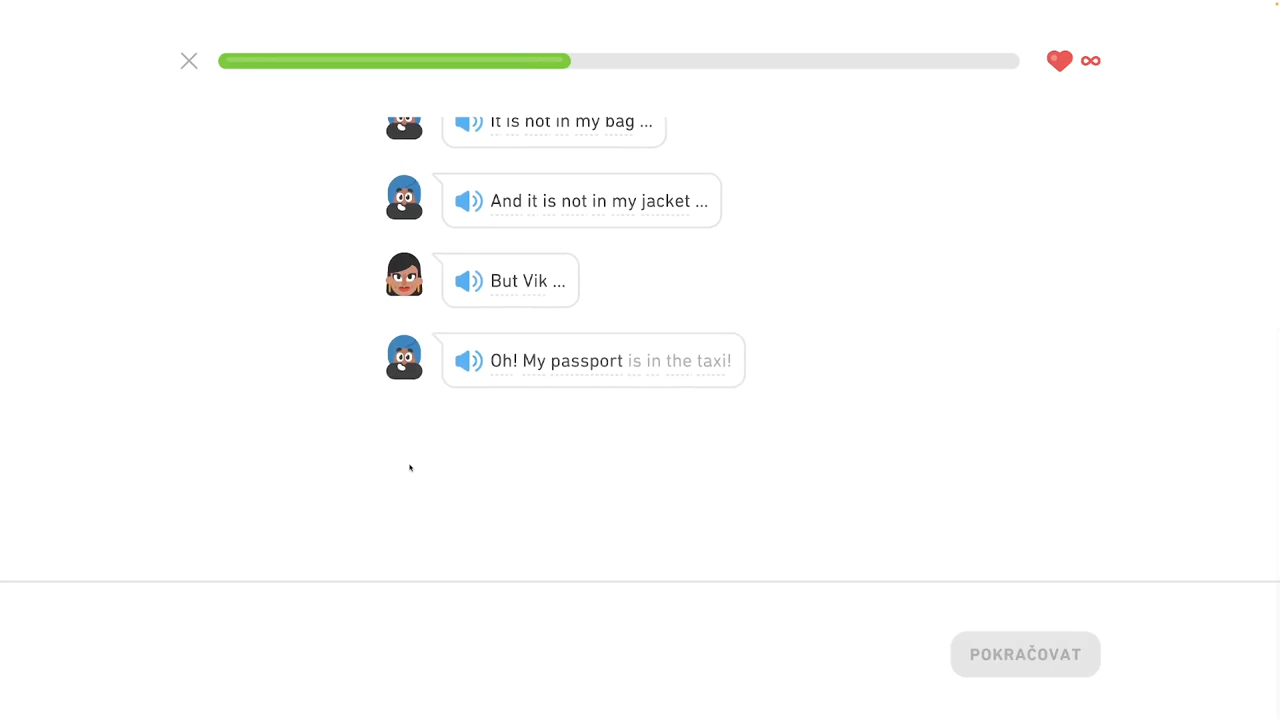 It is not in my bag ...
And it is not in my jacket ...
But Vik ...
Oh! My passport is in the taxi!
POKRAČOVAT